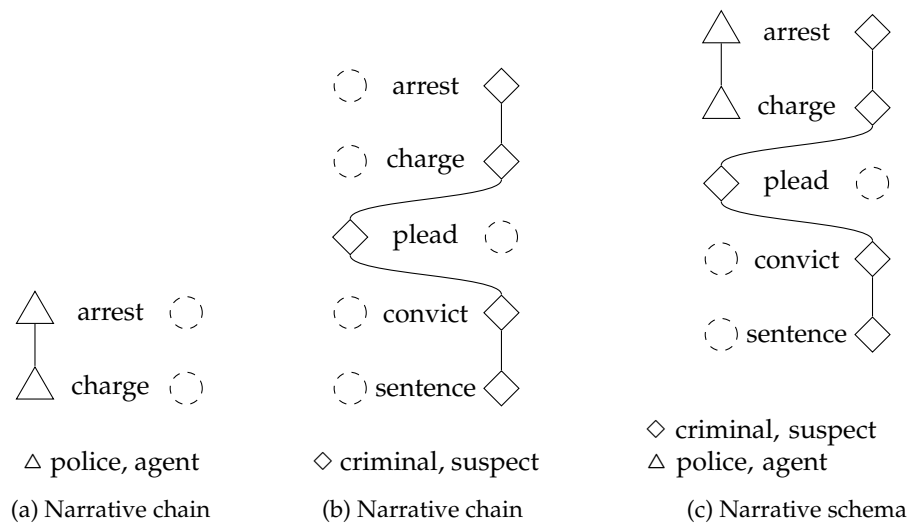 arrest
charge
△ police, agent
(a) Narrative chain
arrest
charge
plead
convict
sentence
◇ criminal, suspect
(b) Narrative chain
arrest
charge
plead
convict
sentence
◇ criminal, suspect
△ police, agent
(c) Narrative schema